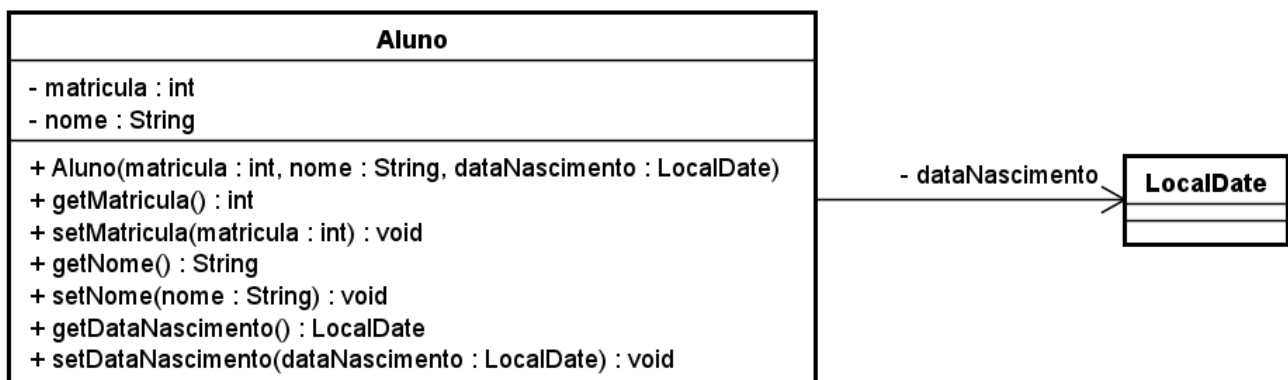 Aluno
- matricula : int
- nome : String
+ Aluno(matricula : int, nome : String, dataNascimento : LocalDate)
+ getMatricula() : int
+ setMatricula(matricula : int) : void
+ getNome() : String
+ setNome(nome : String) : void
+ getDataNascimento() : LocalDate
+ setDataNascimento(dataNascimento : LocalDate) : void
- dataNascimento
LocalDate